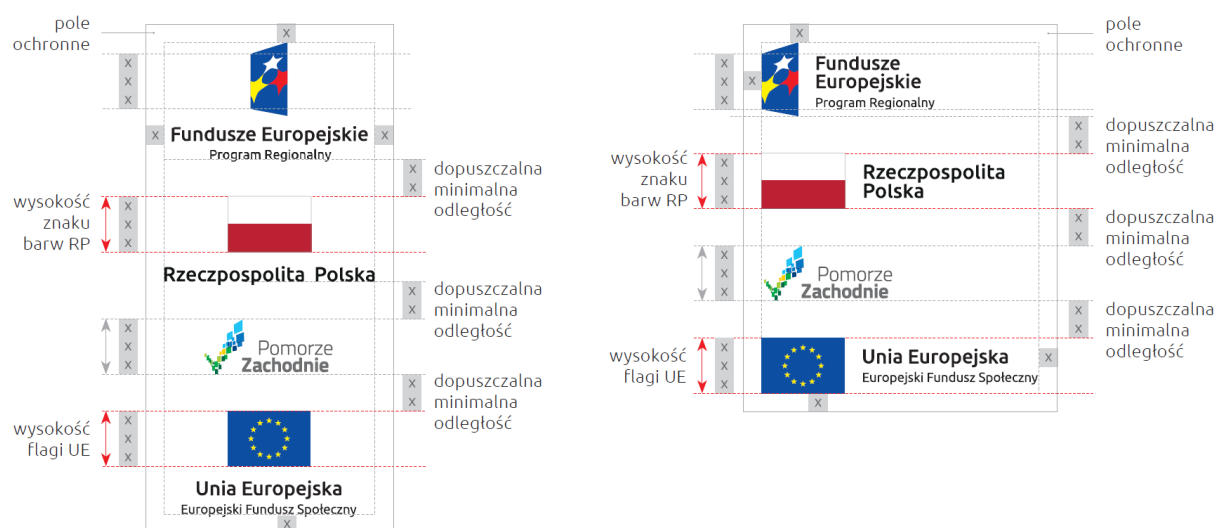 pole
ochronne
x
x
x
x
x
Fundusze Europejskie
x
Program Regionalny
x
x
dopuszczalna
minimalna
odległość
wysokość
znaku
barw RP
x
x
x
Rzeczpospolita Polska
x
x
dopuszczalna
minimalna
odległość
x
x
x
Pomorze
Zachodnie
x
x
dopuszczalna
minimalna
odległość
wysokość
flagi UE
x
x
x
Unia Europejska
Europejski Fundusz Społeczny
x
x
pole
ochronne
x
x
x
x
Fundusze
Europejskie
Program Regionalny
x
x
dopuszczalna
minimalna
odległość
wysokość
znaku
barw RP
x
x
x
Rzeczpospolita
Polska
x
x
dopuszczalna
minimalna
odległość
x
x
x
Pomorze
Zachodnie
x
x
dopuszczalna
minimalna
odległość
wysokość
flagi UE
x
x
x
Unia Europejska
Europejski Fundusz Społeczny
x
x